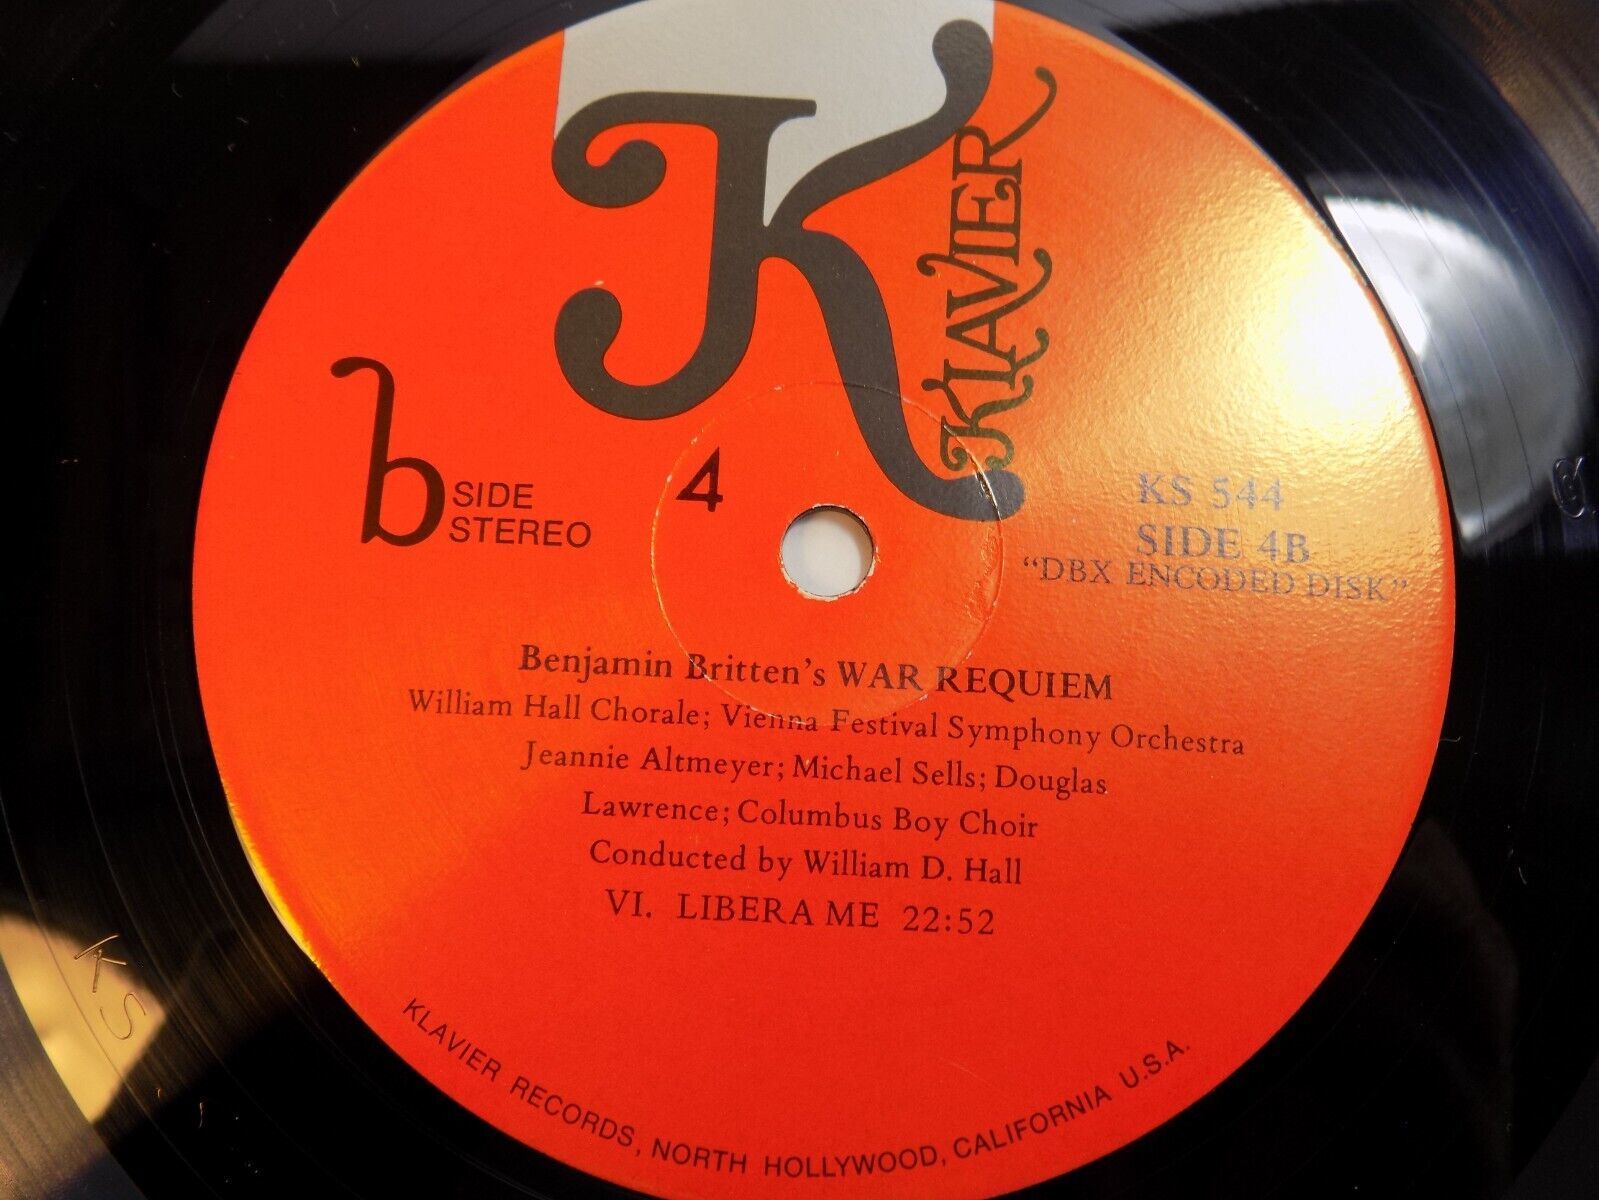 K
KLAVIER
b SIDE
STEREO
4
KS 544
SIDE 4B
“DBX ENCODED DISK”
Benjamin Britten’s WAR REQUIEM
William Hall Chorale; Vienna Festival Symphony Orchestra
Jeannie Altmeyer; Michael Sells; Douglas
Lawrence; Columbus Boy Choir
Conducted by William D. Hall
VI. LIBERA ME 22:52
KLAVIER RECORDS, NORTH HOLLYWOOD, CALIFORNIA U.S.A.
KS